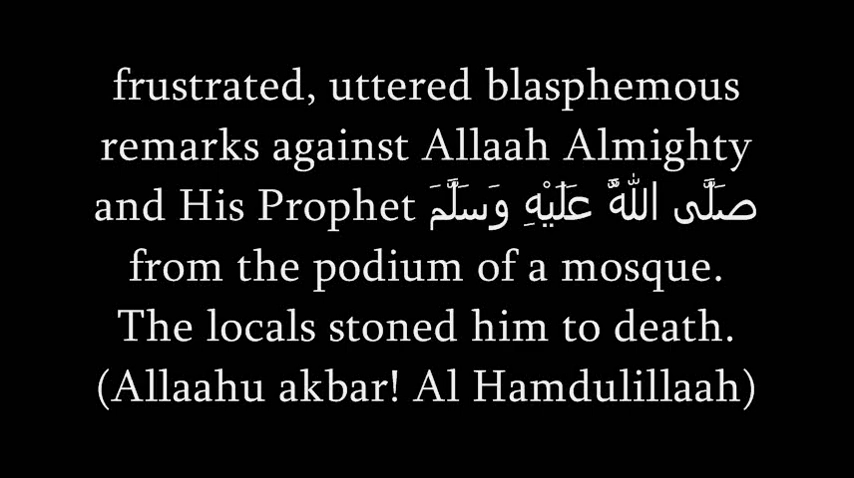 frustrated, uttered blasphemous
remarks against Allaah Almighty
and His Prophet صَلَّى اللَّهُ عَلَيْهِ وَسَلَّمَ
from the podium of a mosque.
The locals stoned him to death.
(Allaahu akbar! Al Hamdulillaah)